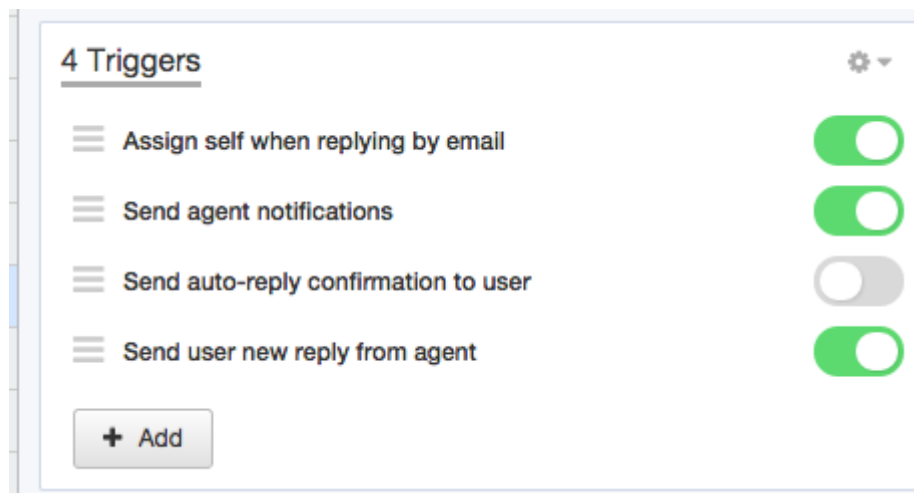 4 Triggers
Assign self when replying by email
Send agent notifications
Send auto-reply confirmation to user
Send user new reply from agent
+ Add